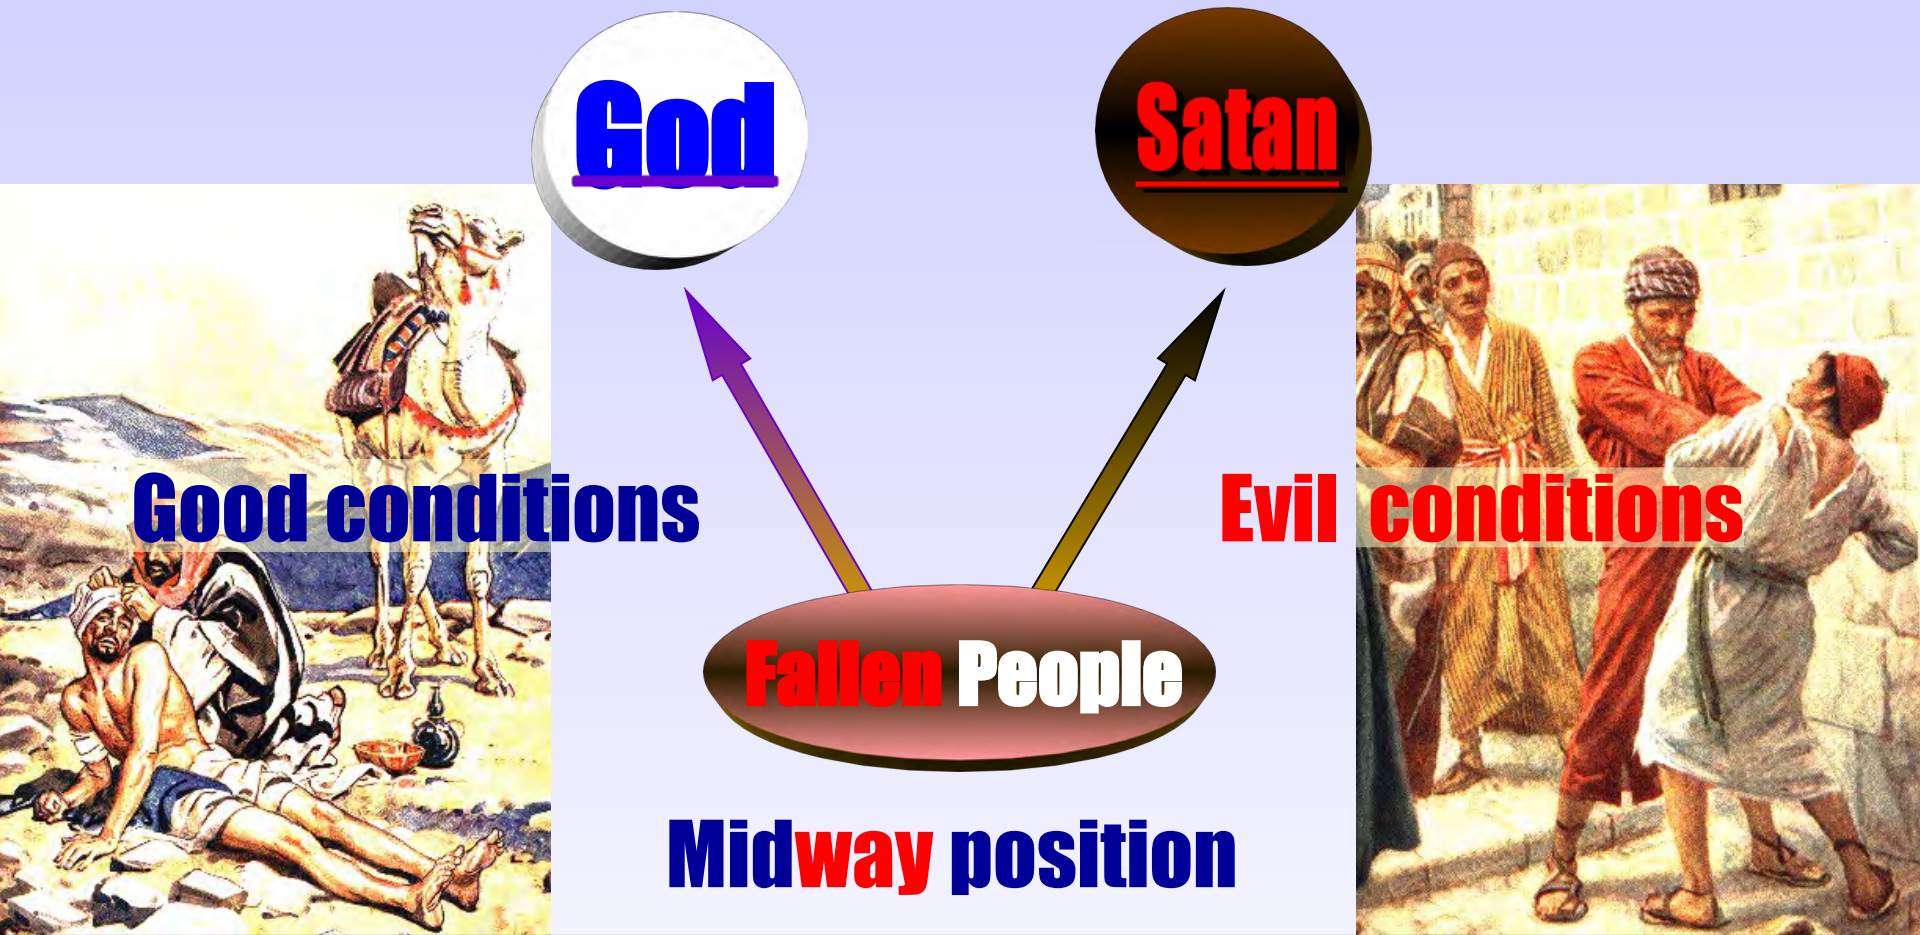 God
Satan
Good conditions
Evil conditions
Fallen People
Midway position